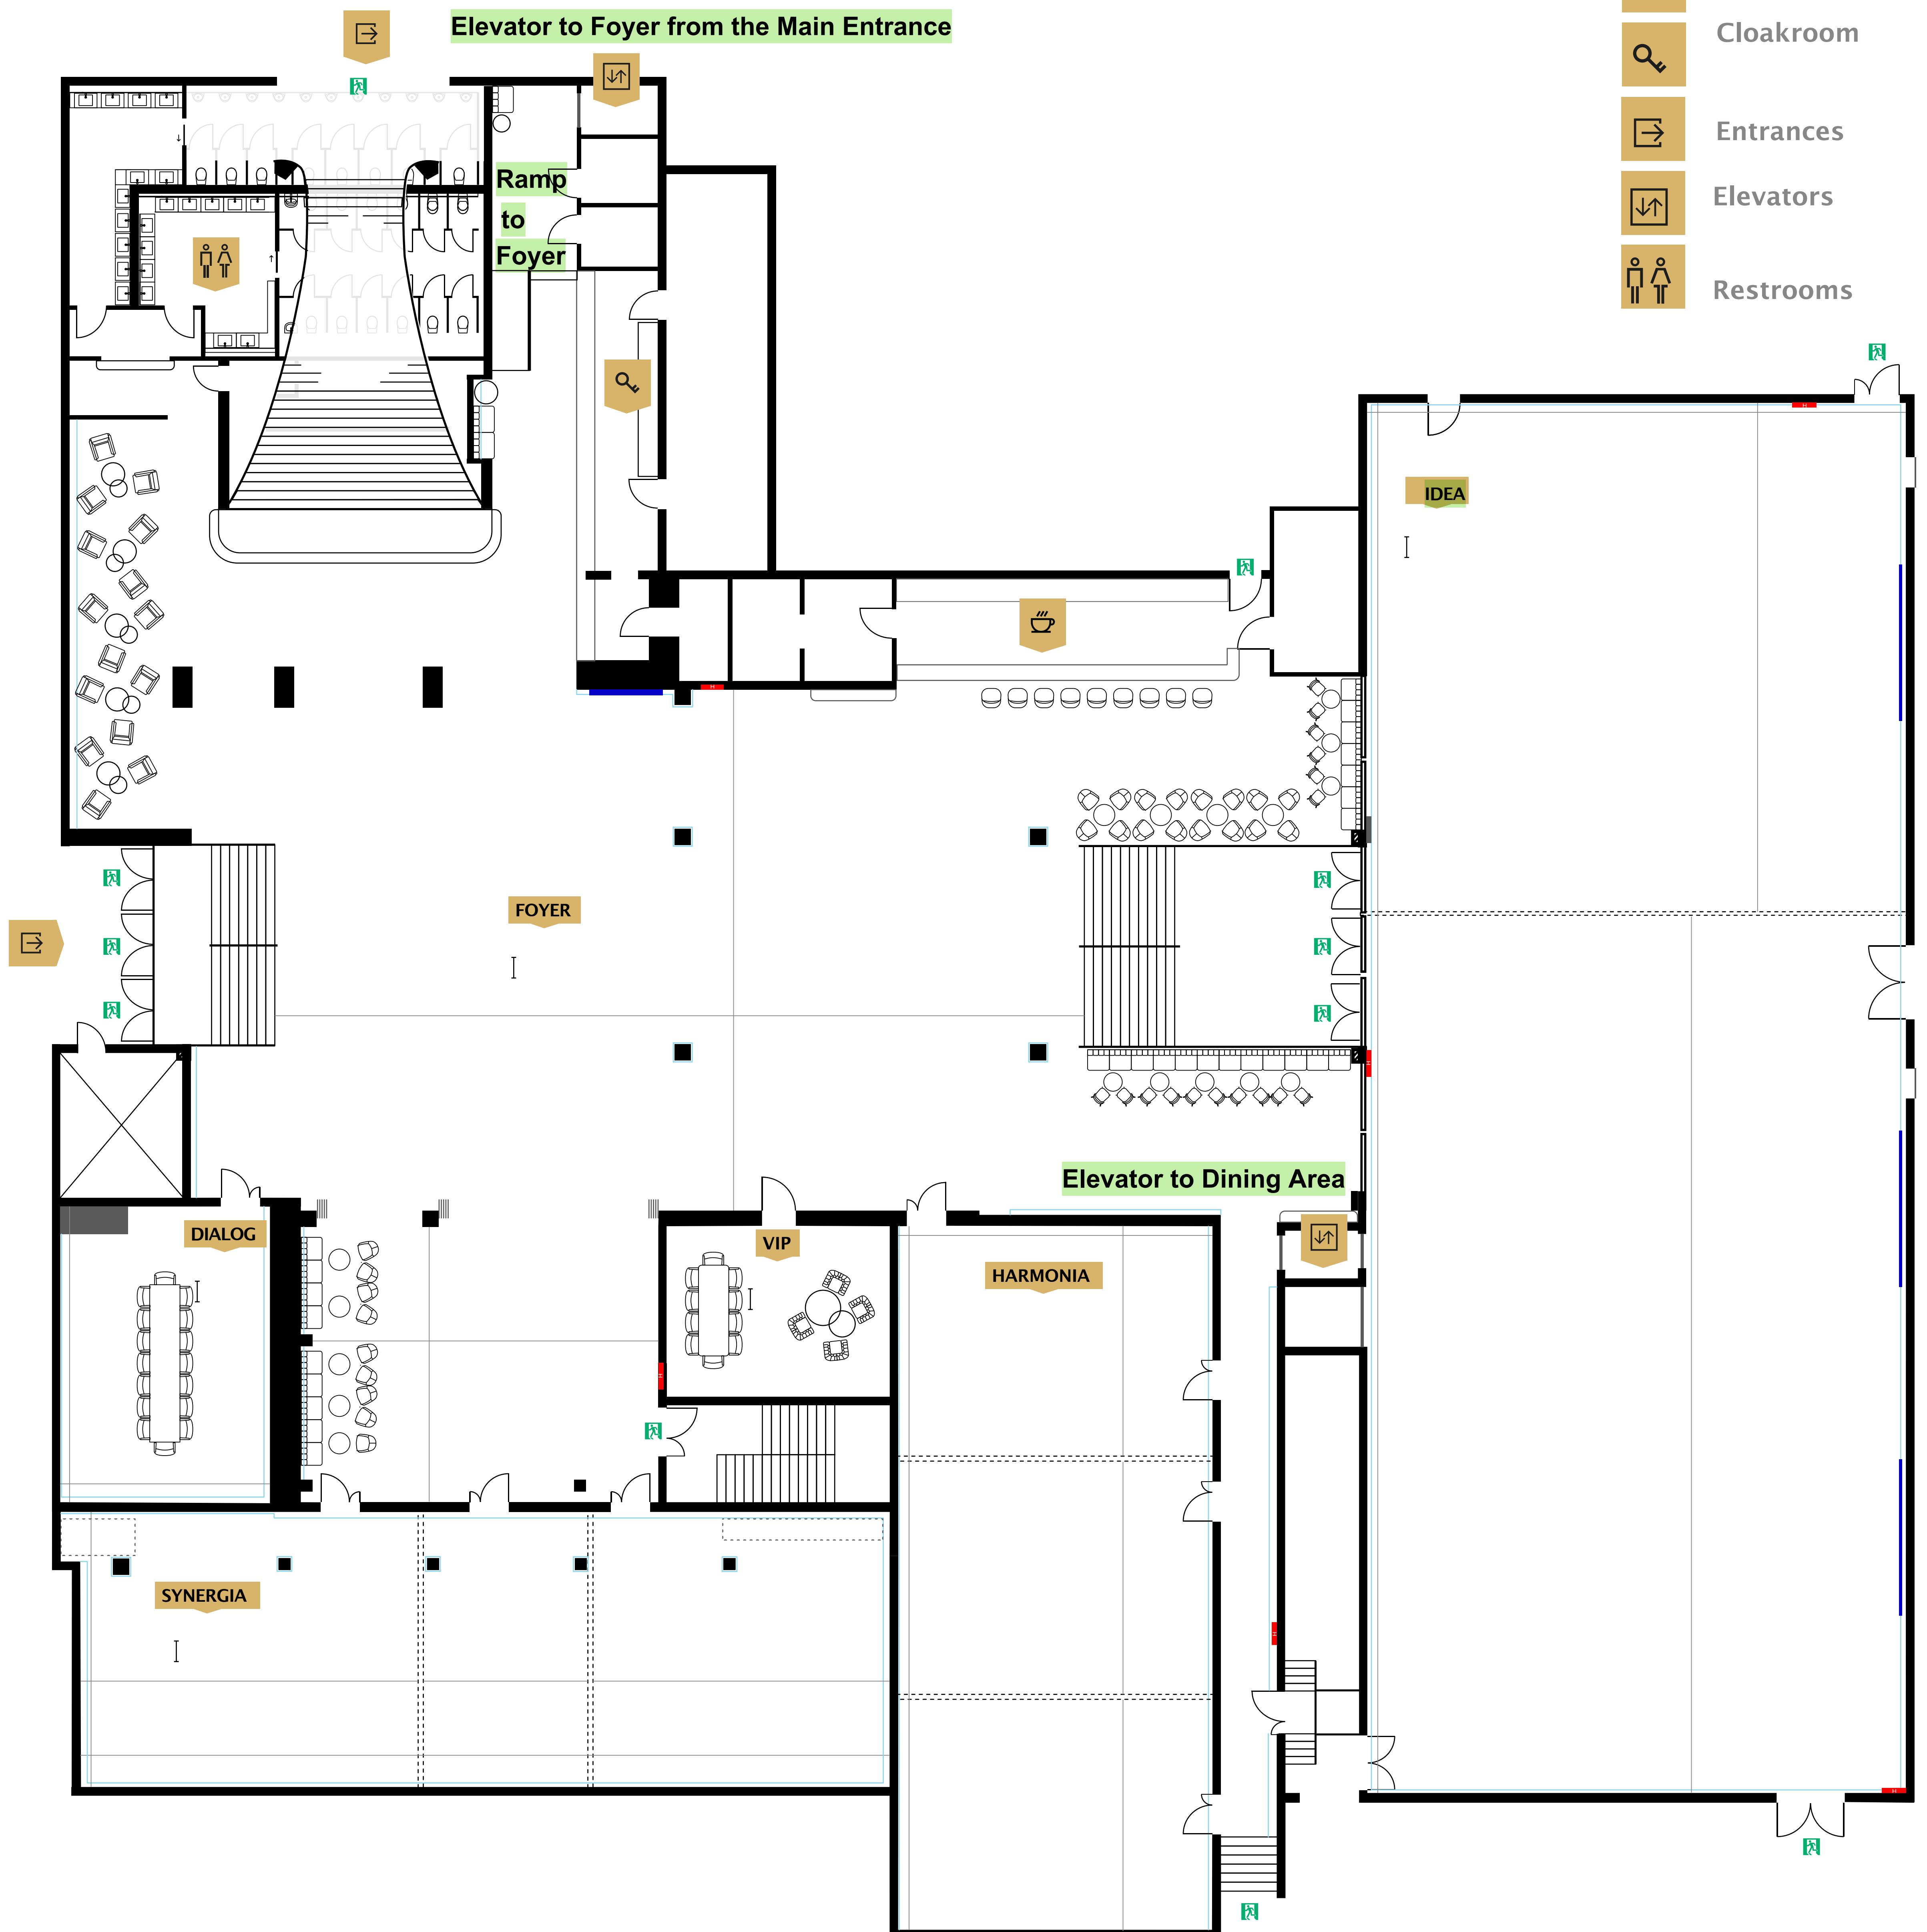 Elevator to Foyer from the Main Entrance
Cloakroom
Entrances
Elevators
Restrooms
Ramp
to
Foyer
IDEA
FOYER
Elevator to Dining Area
DIALOG
VIP
HARMONIA
SYNERGIA